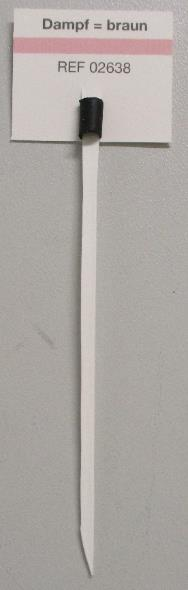 Dampf = braun
REF 02638